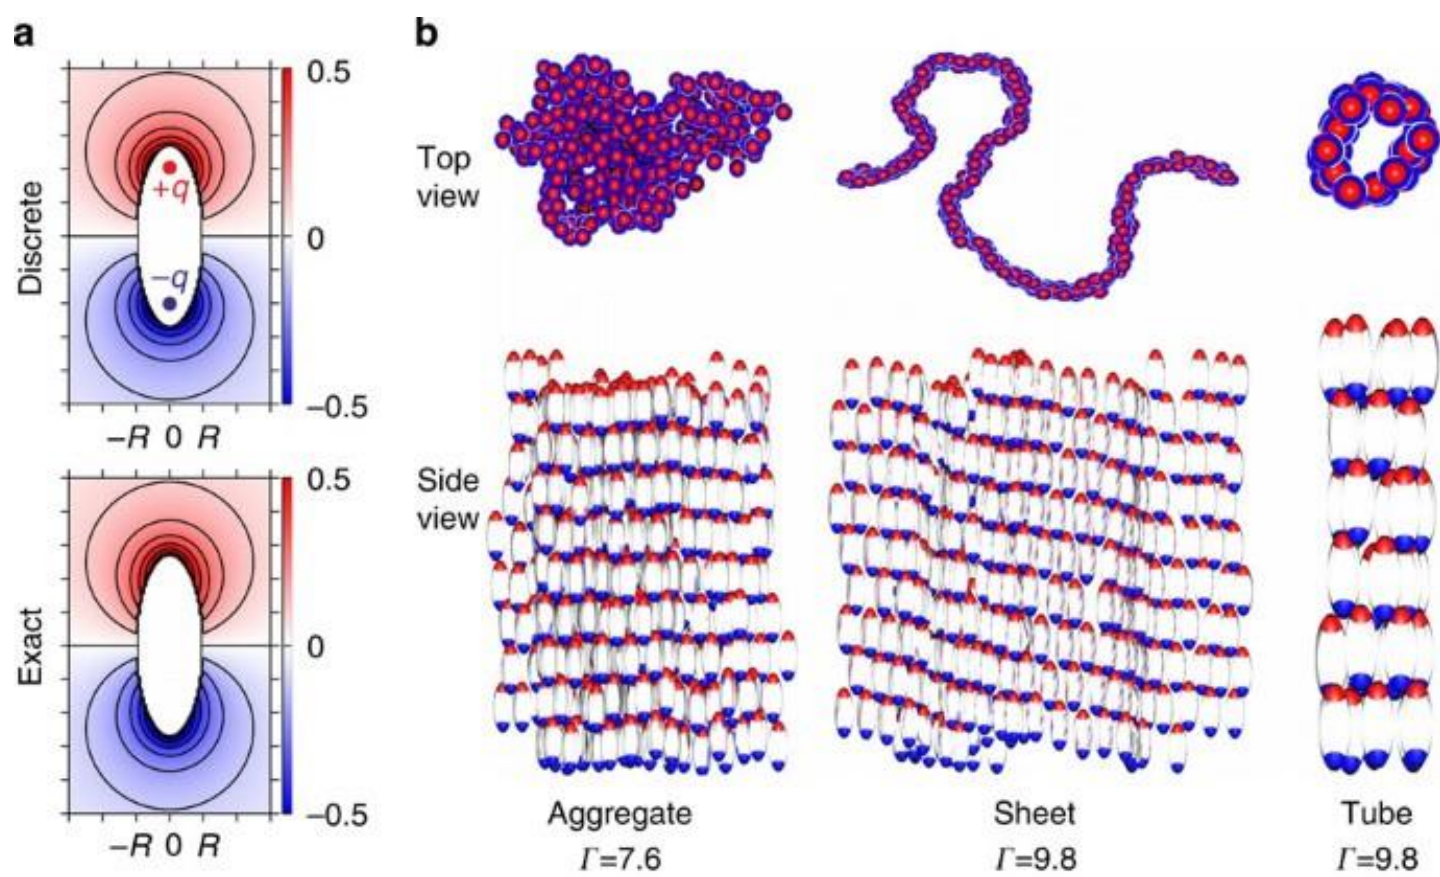 a
0.5
+q
Discrete
0
−q
−0.5
−R 0 R
0.5
Exact
0
−0.5
−R 0 R
b
Top
view
Side
view
Aggregate
Γ=7.6
Sheet
Γ=9.8
Tube
Γ=9.8